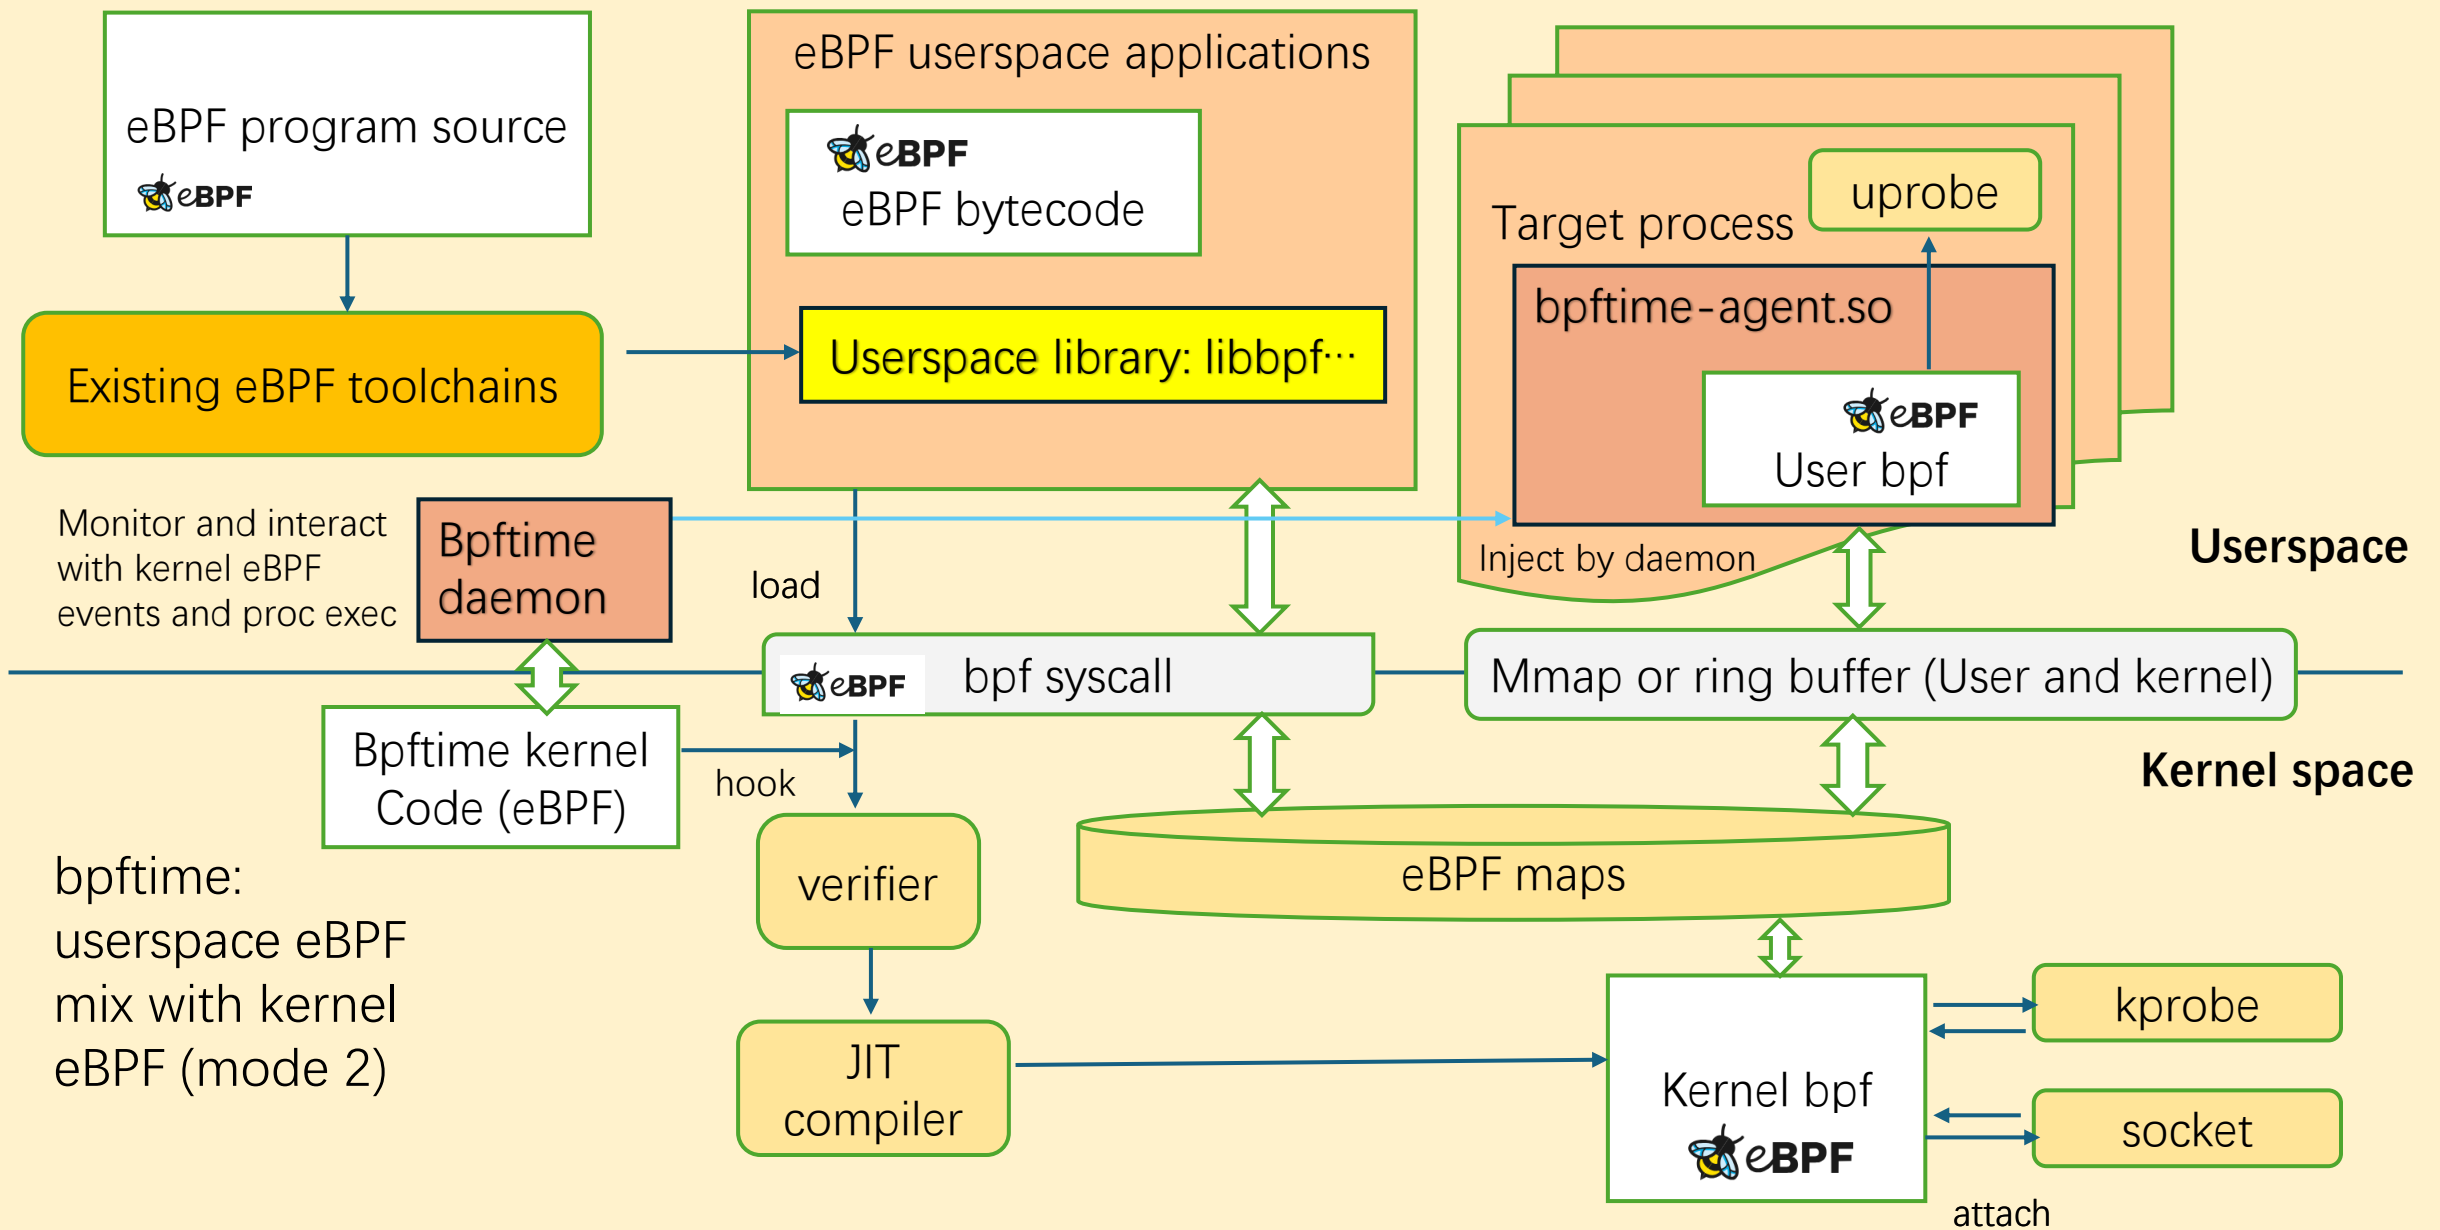 eBPF program source
eBPF
Existing eBPF toolchains
eBPF userspace applications
eBPF
eBPF bytecode
Userspace library: libbpf…
Target process
uprobe
bpftime-agent.so
eBPF
User bpf
Inject by daemon
Userspace
Monitor and interact
with kernel eBPF
events and proc exec
Bpftime
daemon
load
eBPF
bpf syscall
Mmap or ring buffer (User and kernel)
Kernel space
Bpftime kernel
Code (eBPF)
hook
verifier
eBPF maps
bpftime:
userspace eBPF
mix with kernel
eBPF (mode 2)
JIT
compiler
Kernel bpf
eBPF
kprobe
socket
attach